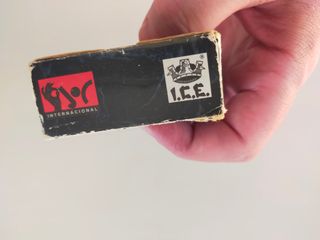 INTERNACIONAL
®
I.C.E.